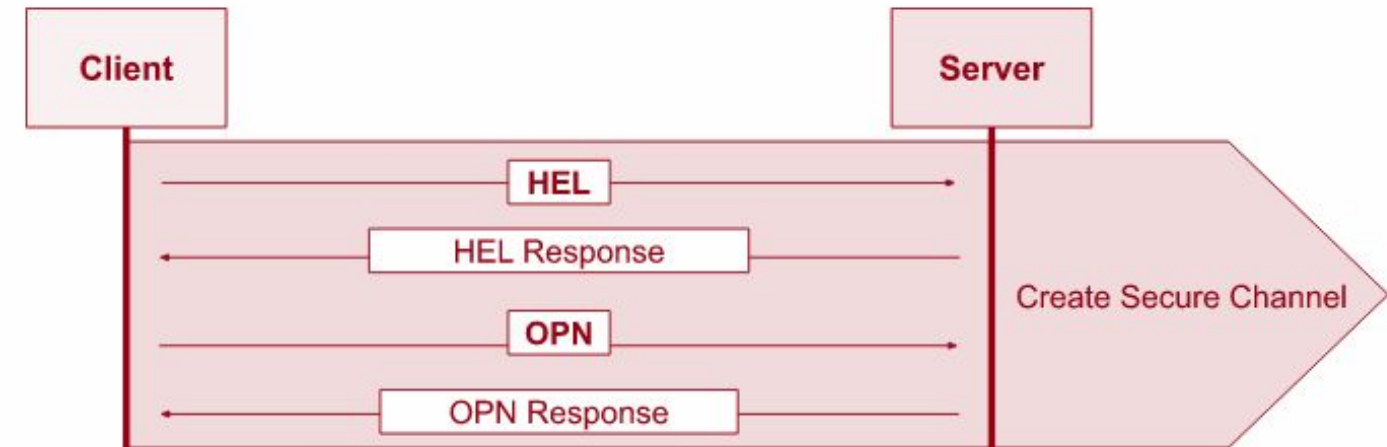 Client
Server
HEL
HEL Response
OPN
OPN Response
Create Secure Channel